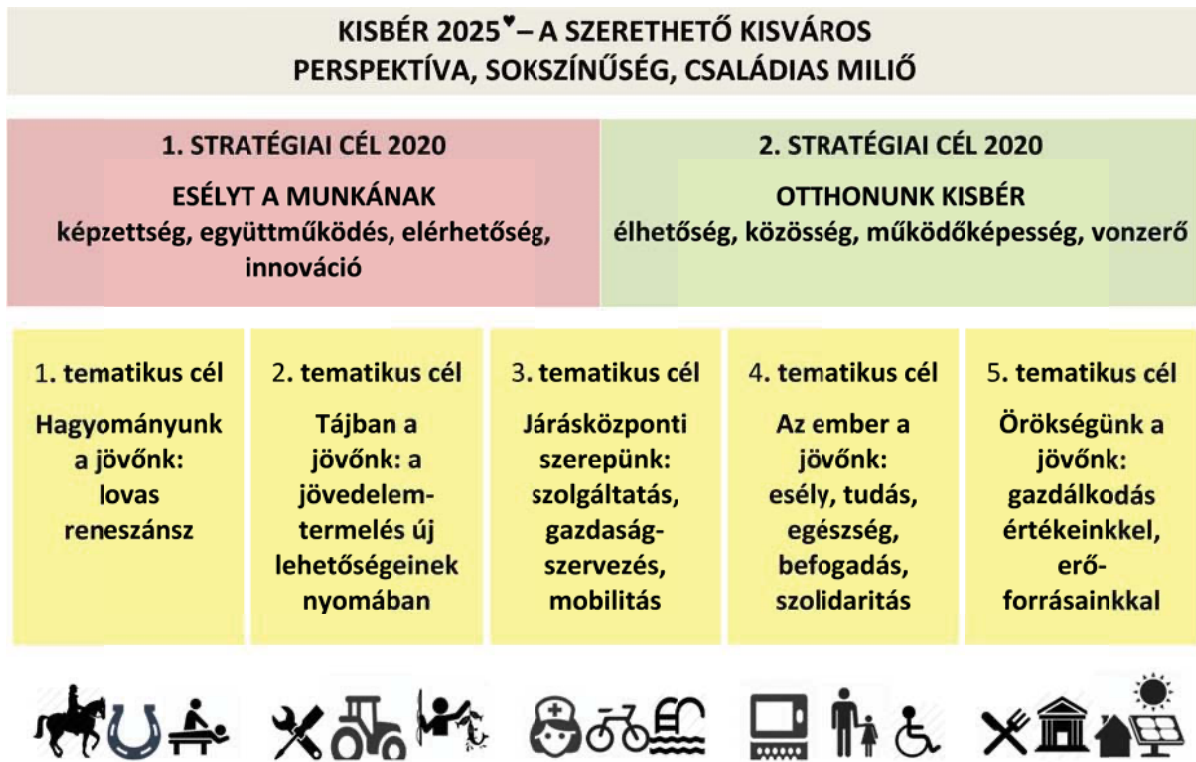 KISBÉR 2025♥– A SZERETHETŐ KISVÁROS
PERSPEKTÍVA, SOKSZÍNŰSÉG, CSALÁDIAS MILIŐ
1. STRATÉGIAI CÉL 2020
ESÉLYT A MUNKÁNAK
képzettség, együttműködés, elérhetőség,
innováció
2. STRATÉGIAI CÉL 2020
OTTHONUNK KISBÉR
élhetőség, közösség, működőképesség, vonzerő
1. tematikus cél
Hagyományunk
a jövőnk:
lovas
reneszánsz
2. tematikus cél
Tájban a
jövőnk: a
jövedelem-
termelés új
lehetőségeinek
nyomában
3. tematikus cél
Járásközponti
szerepünk:
szolgáltatás,
gazdaság-
szervezés,
mobilitás
4. tematikus cél
Az ember a
jövőnk:
esély, tudás,
egészség,
befogadás,
szolidaritás
5. tematikus cél
Örökségünk a
jövőnk:
gazdálkodás
értékeinkkel,
erő-
forrásainkkal